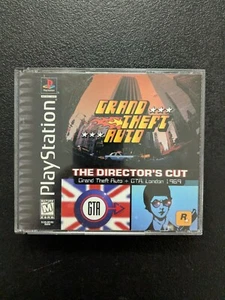 PlayStation
GRAND
THEFT
AUTO
THE DIRECTOR'S CUT
Grand Theft Auto + GTA: London 1969
GTA
M
R